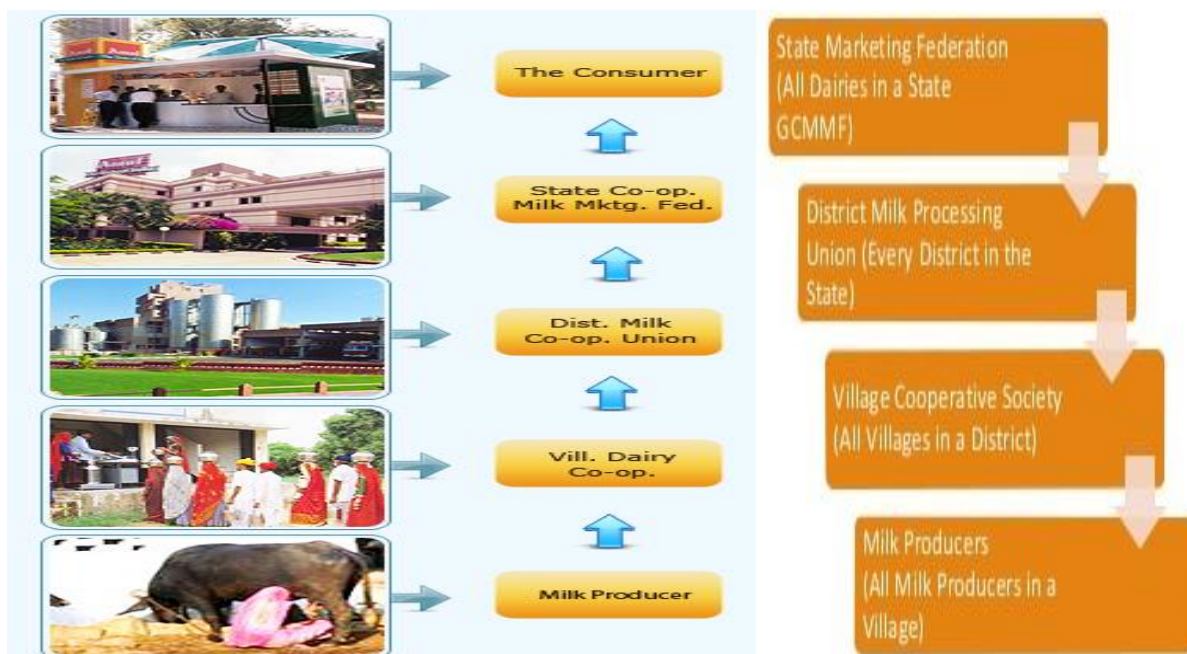 Amul
The Consumer
Amul
State Co-op.
Milk Mktg. Fed.
Dist. Milk
Co-op. Union
Vill. Dairy
Co-op.
Milk Producer
State Marketing Federation
(All Dairies in a State
GCMMF)
District Milk Processing
Union (Every District in the
State)
Village Cooperative Society
(All Villages in a District)
Milk Producers
(All Milk Producers in a
Village)